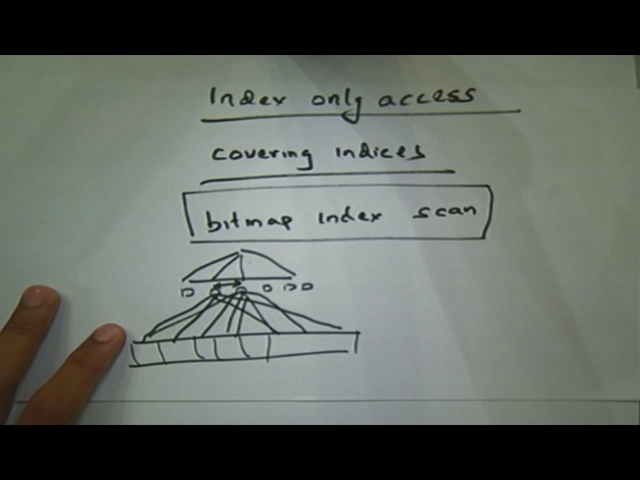 Index only access
covering indices
bitmap index scan